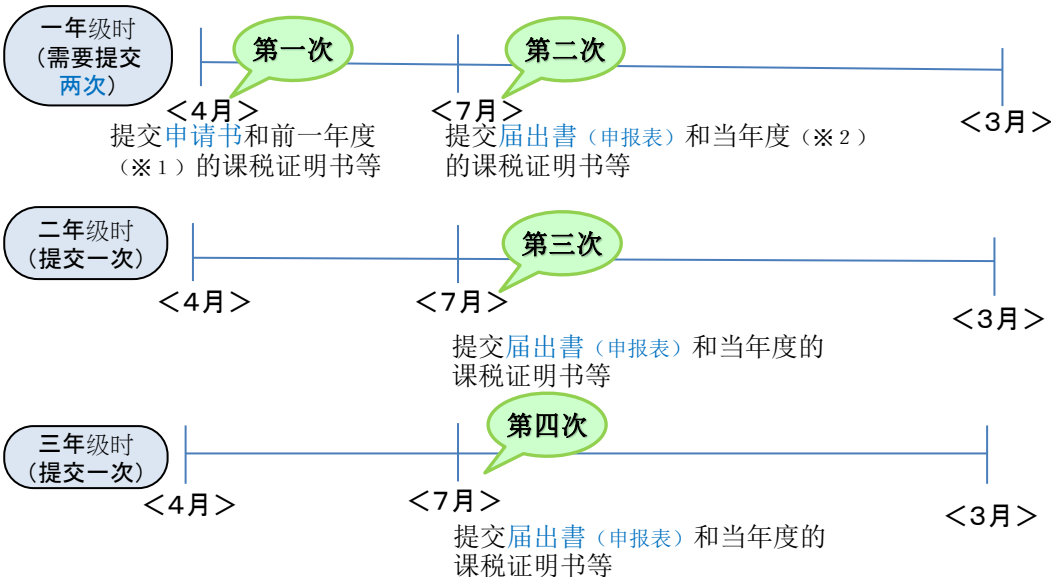 一年级时
（需要提交
两次）
第一次
第二次
＜4月＞
＜7月＞
＜3月＞
提交申请书和前一年度
（※１）的课税证明书等
提交届出書（申报表）和当年度（※２）
的课税证明书等
二年级时
（提交一次）
第三次
＜4月＞
＜7月＞
＜3月＞
提交届出書（申报表）和当年度的
课税证明书等
三年级时
（提交一次）
第四次
＜4月＞
＜7月＞
＜3月＞
提交届出書（申报表）和当年度的
课税证明书等